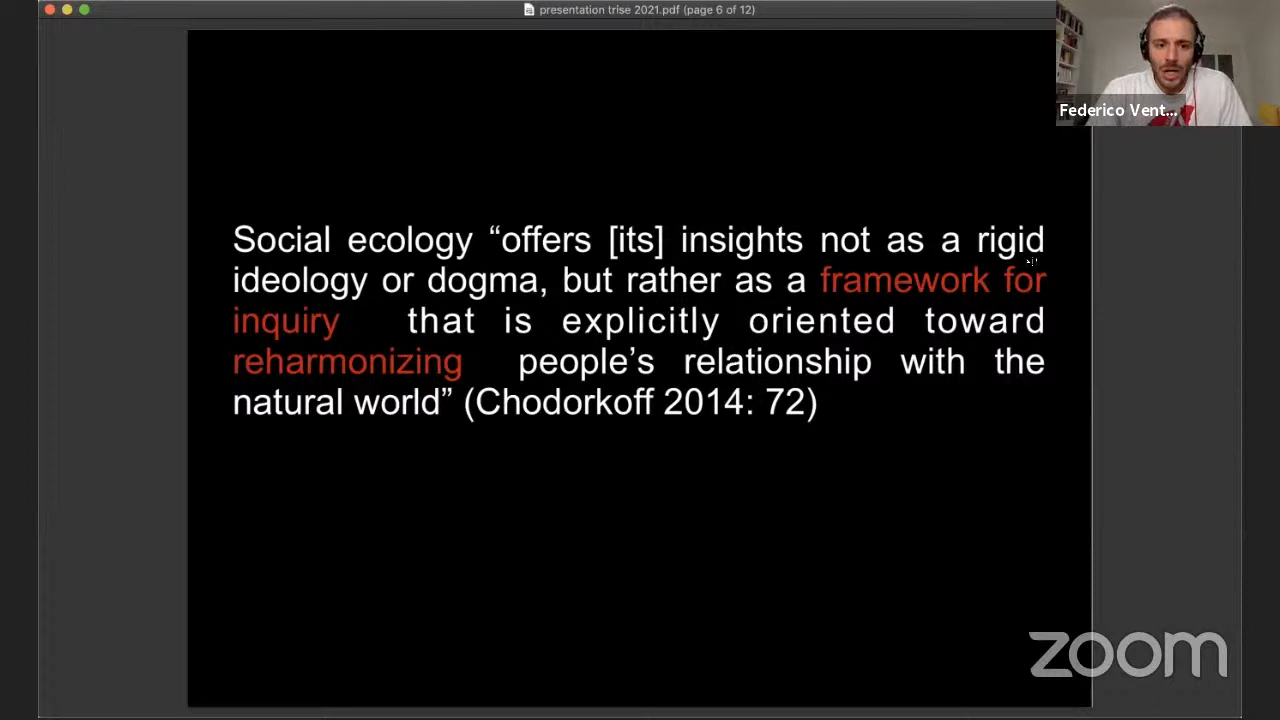 presentation trise 2021.pdf (page 6 of 12)
Federico Vent...
Social ecology “offers [its] insights not as a rigid
ideology or dogma, but rather as a framework for
inquiry that is explicitly oriented toward
reharmonizing people’s relationship with the
natural world” (Chodorkoff 2014: 72)
zoom